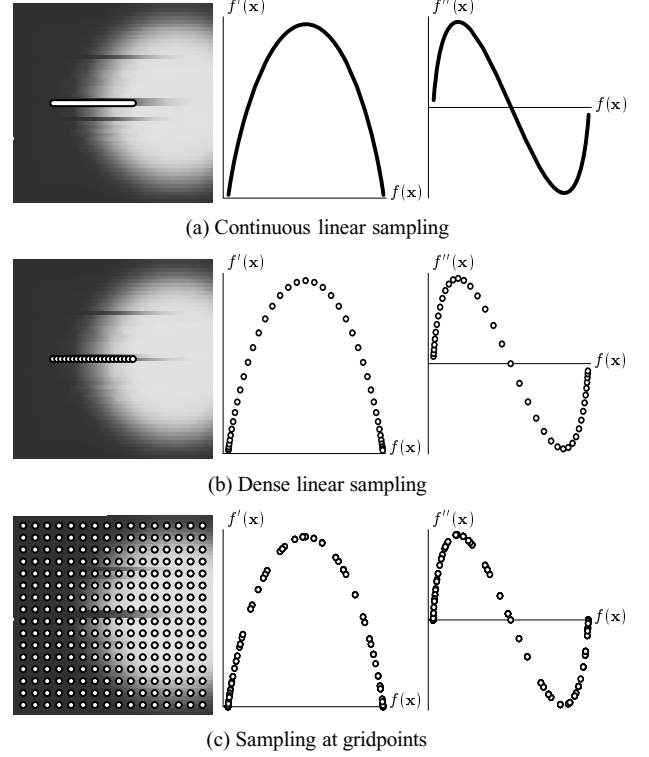 f′(x)
f(x)
f″(x)
f(x)
(a) Continuous linear sampling
f′(x)
f(x)
f″(x)
f(x)
(b) Dense linear sampling
f′(x)
f(x)
f″(x)
f(x)
(c) Sampling at gridpoints